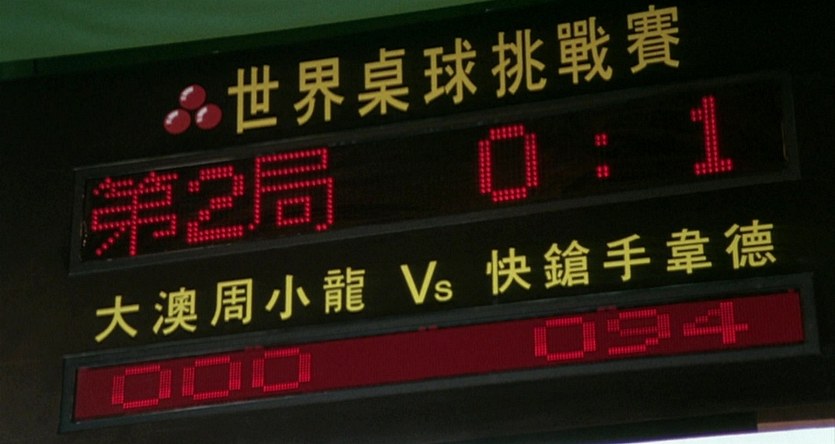 世界桌球挑戰賽
第2局 0:1
大澳周小龍 Vs 快鎗手韋德
000 094